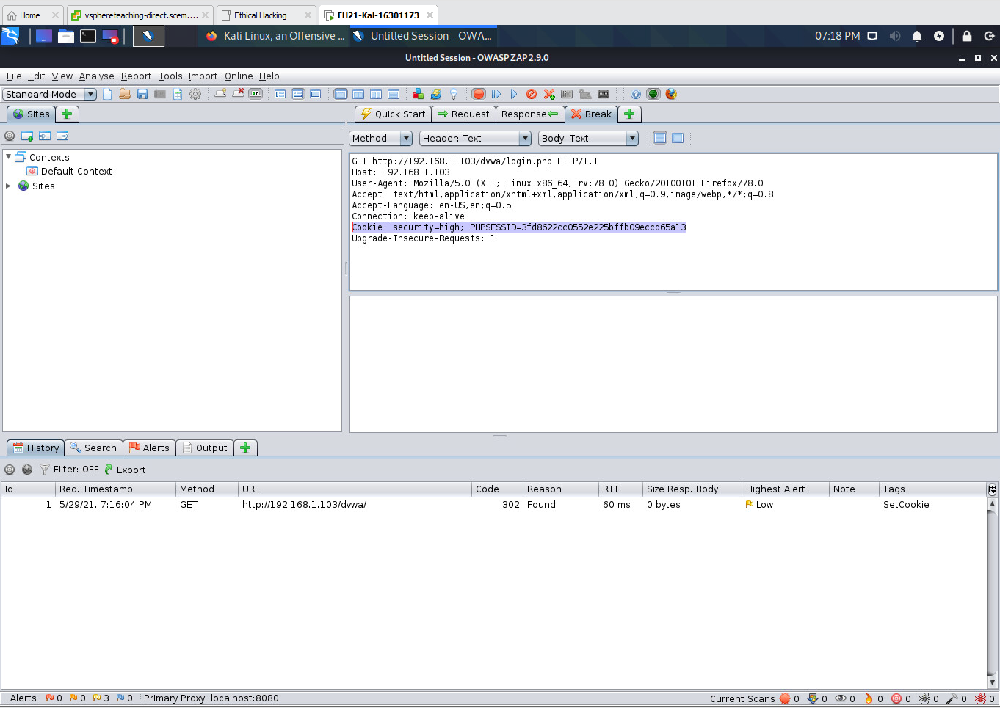 Home
vsphereteaching-direct.scem....
Ethical Hacking
EH21-Kal-16301173
Kali Linux, an Offensive ...
Untitled Session - OWA...
07:18 PM
Untitled Session - OWASP ZAP 2.9.0
File Edit View Analyse Report Tools Import Online Help
Standard Mode
Sites
Quick Start
Request
Response
Break
Method
Header: Text
Body: Text
Contexts
Default Context
Sites
GET http://192.168.1.103/dvwa/login.php HTTP/1.1
Host: 192.168.1.103
User-Agent: Mozilla/5.0 (X11; Linux x86_64; rv:78.0) Gecko/20100101 Firefox/78.0
Accept: text/html,application/xhtml+xml,application/xml;q=0.9,image/webp,*/*;q=0.8
Accept-Language: en-US,en;q=0.5
Connection: keep-alive
Cookie: security=high; PHPSESSID=3fd8622cc0552e225bffb09eccd65a13
Upgrade-Insecure-Requests: 1
History
Search
Alerts
Output
Filter: OFF
Export
Id Req. Timestamp Method URL Code Reason RTT Size Resp. Body Highest Alert Note Tags
1 5/29/21, 7:16:04 PM GET http://192.168.1.103/dvwa/ 302 Found 60 ms 0 bytes Low SetCookie
Alerts 0 0 3 0 Primary Proxy: localhost:8080
Current Scans 0 0 0 0 0 0 0 0